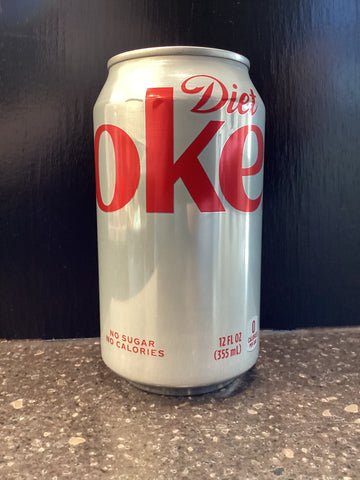 Diet
oke
NO SUGAR
NO CALORIES
12 FL OZ
(355 mL)
0